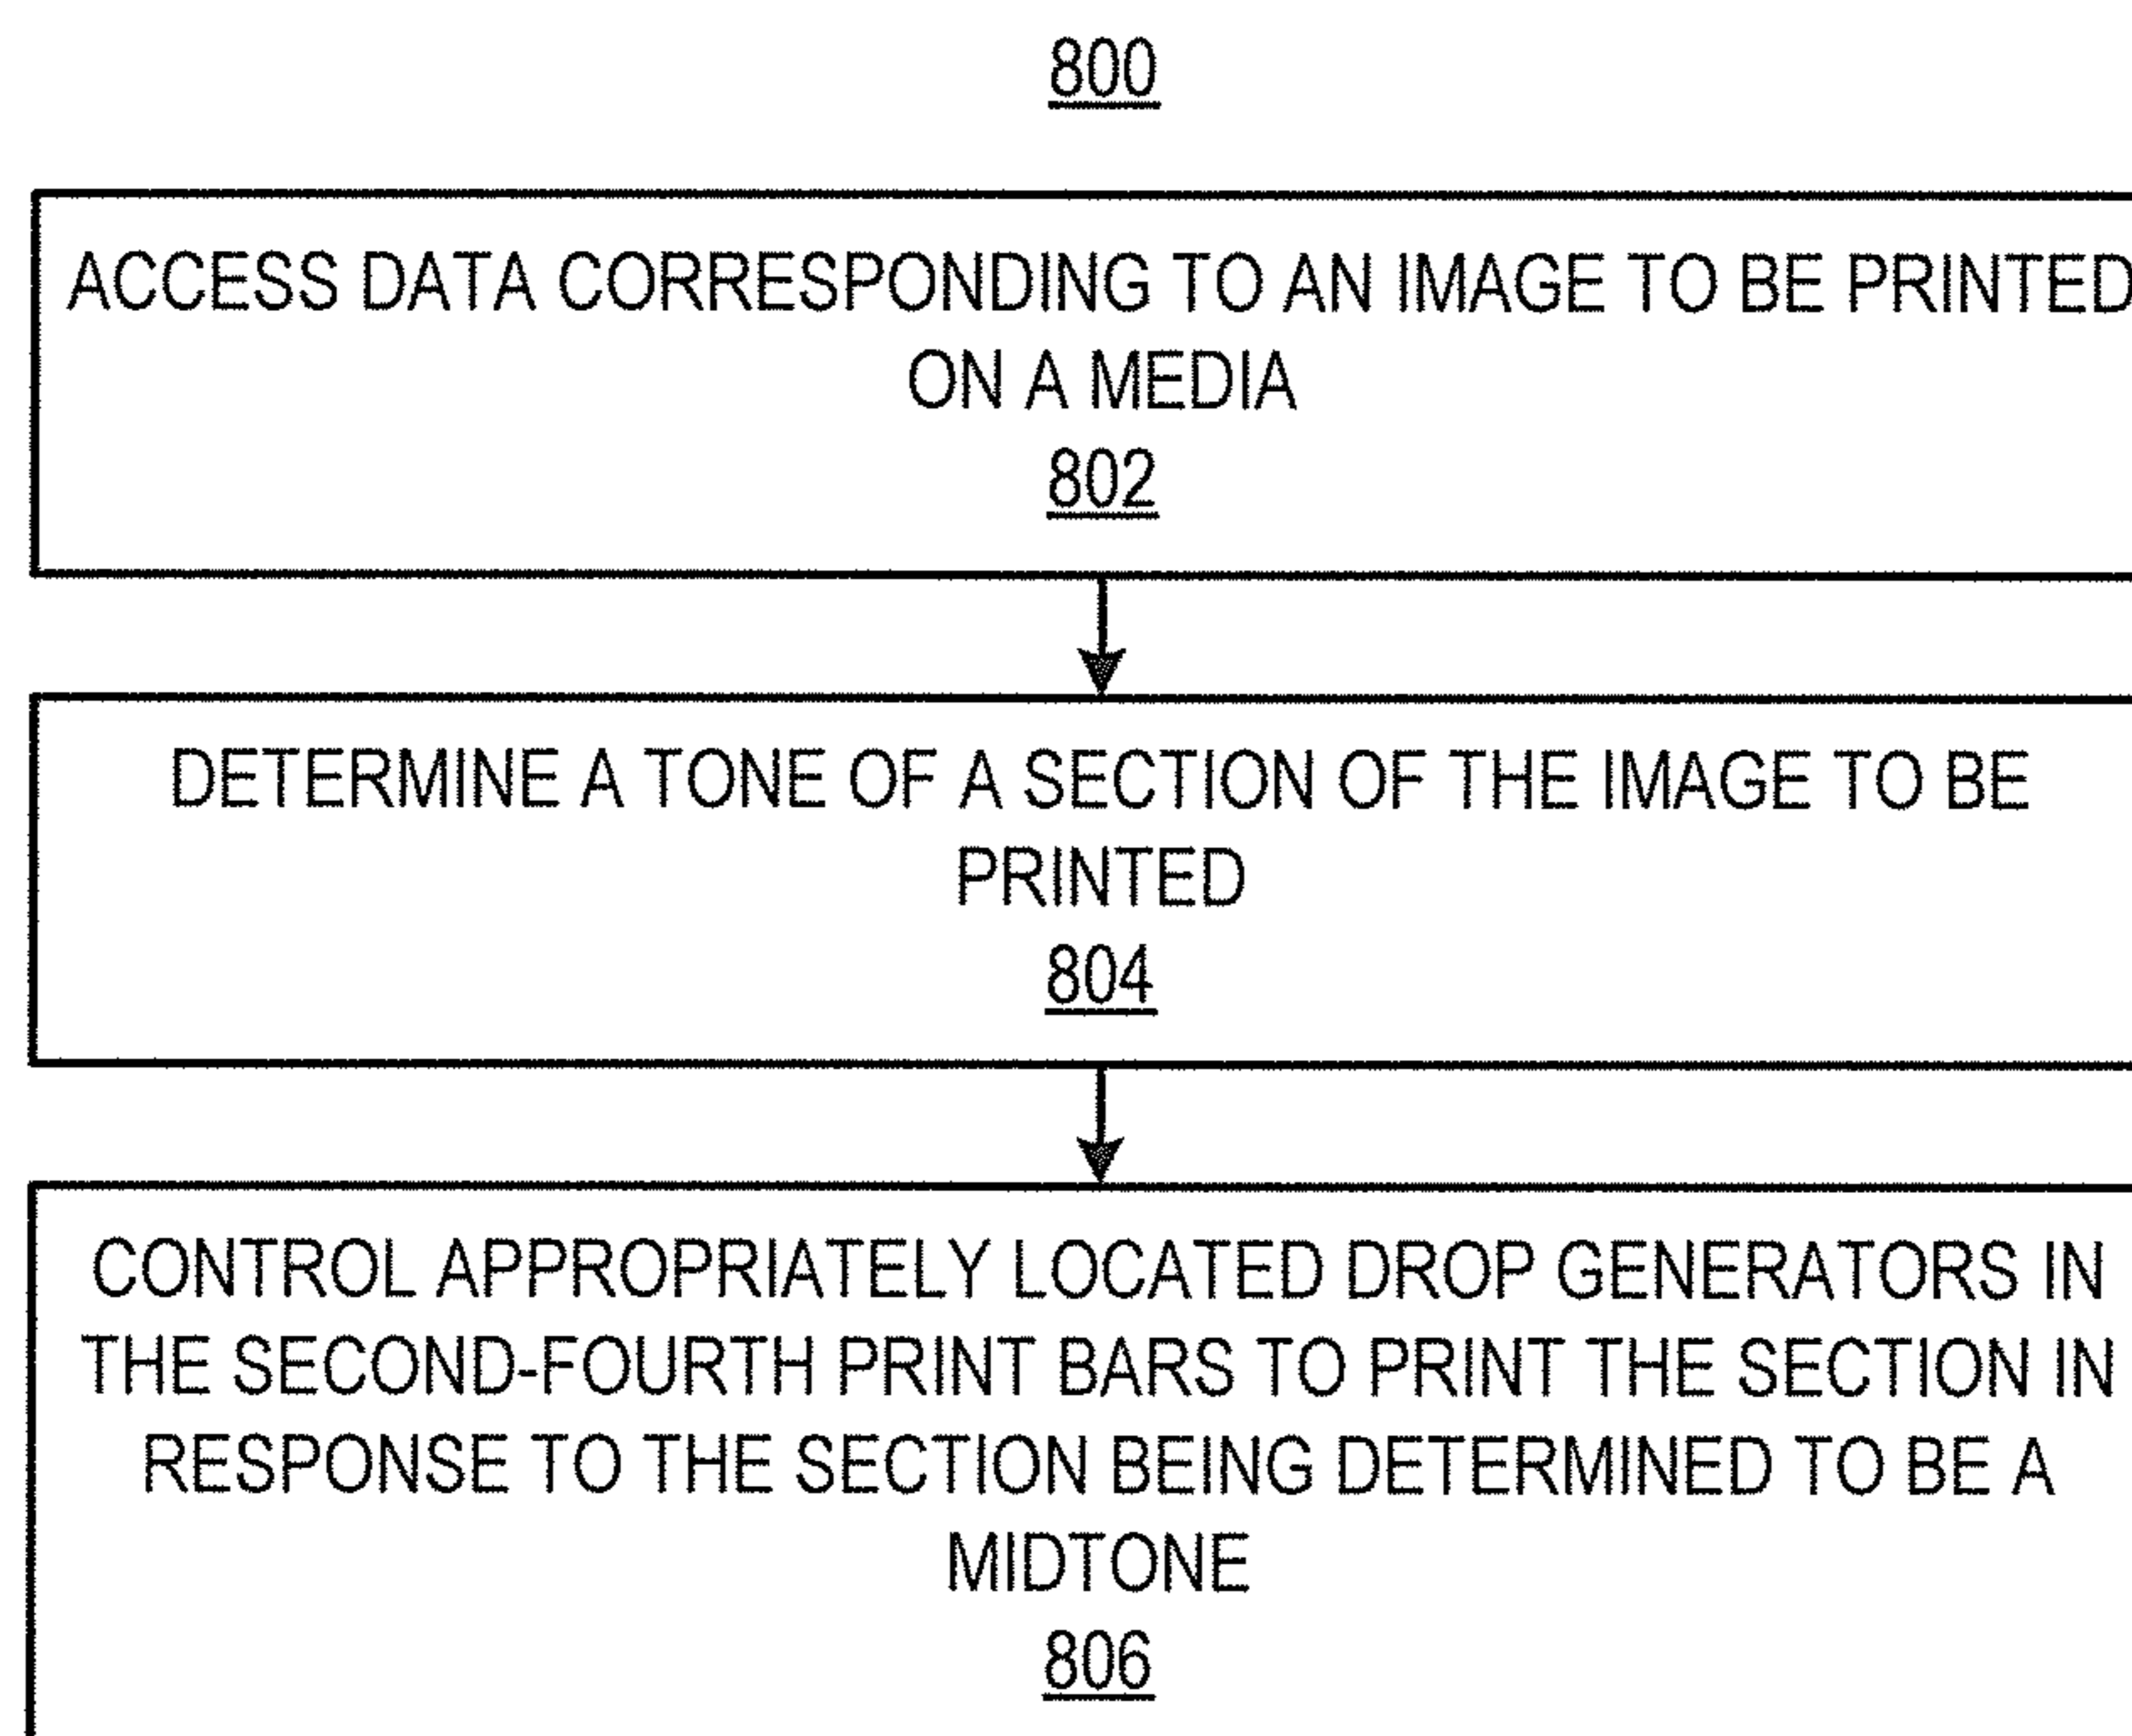 800
ACCESS DATA CORRESPONDING TO AN IMAGE TO BE PRINTED
ON A MEDIA
802
DETERMINE A TONE OF A SECTION OF THE IMAGE TO BE
PRINTED
804
CONTROL APPROPRIATELY LOCATED DROP GENERATORS IN
THE SECOND-FOURTH PRINT BARS TO PRINT THE SECTION IN
RESPONSE TO THE SECTION BEING DETERMINED TO BE A
MIDTONE
806